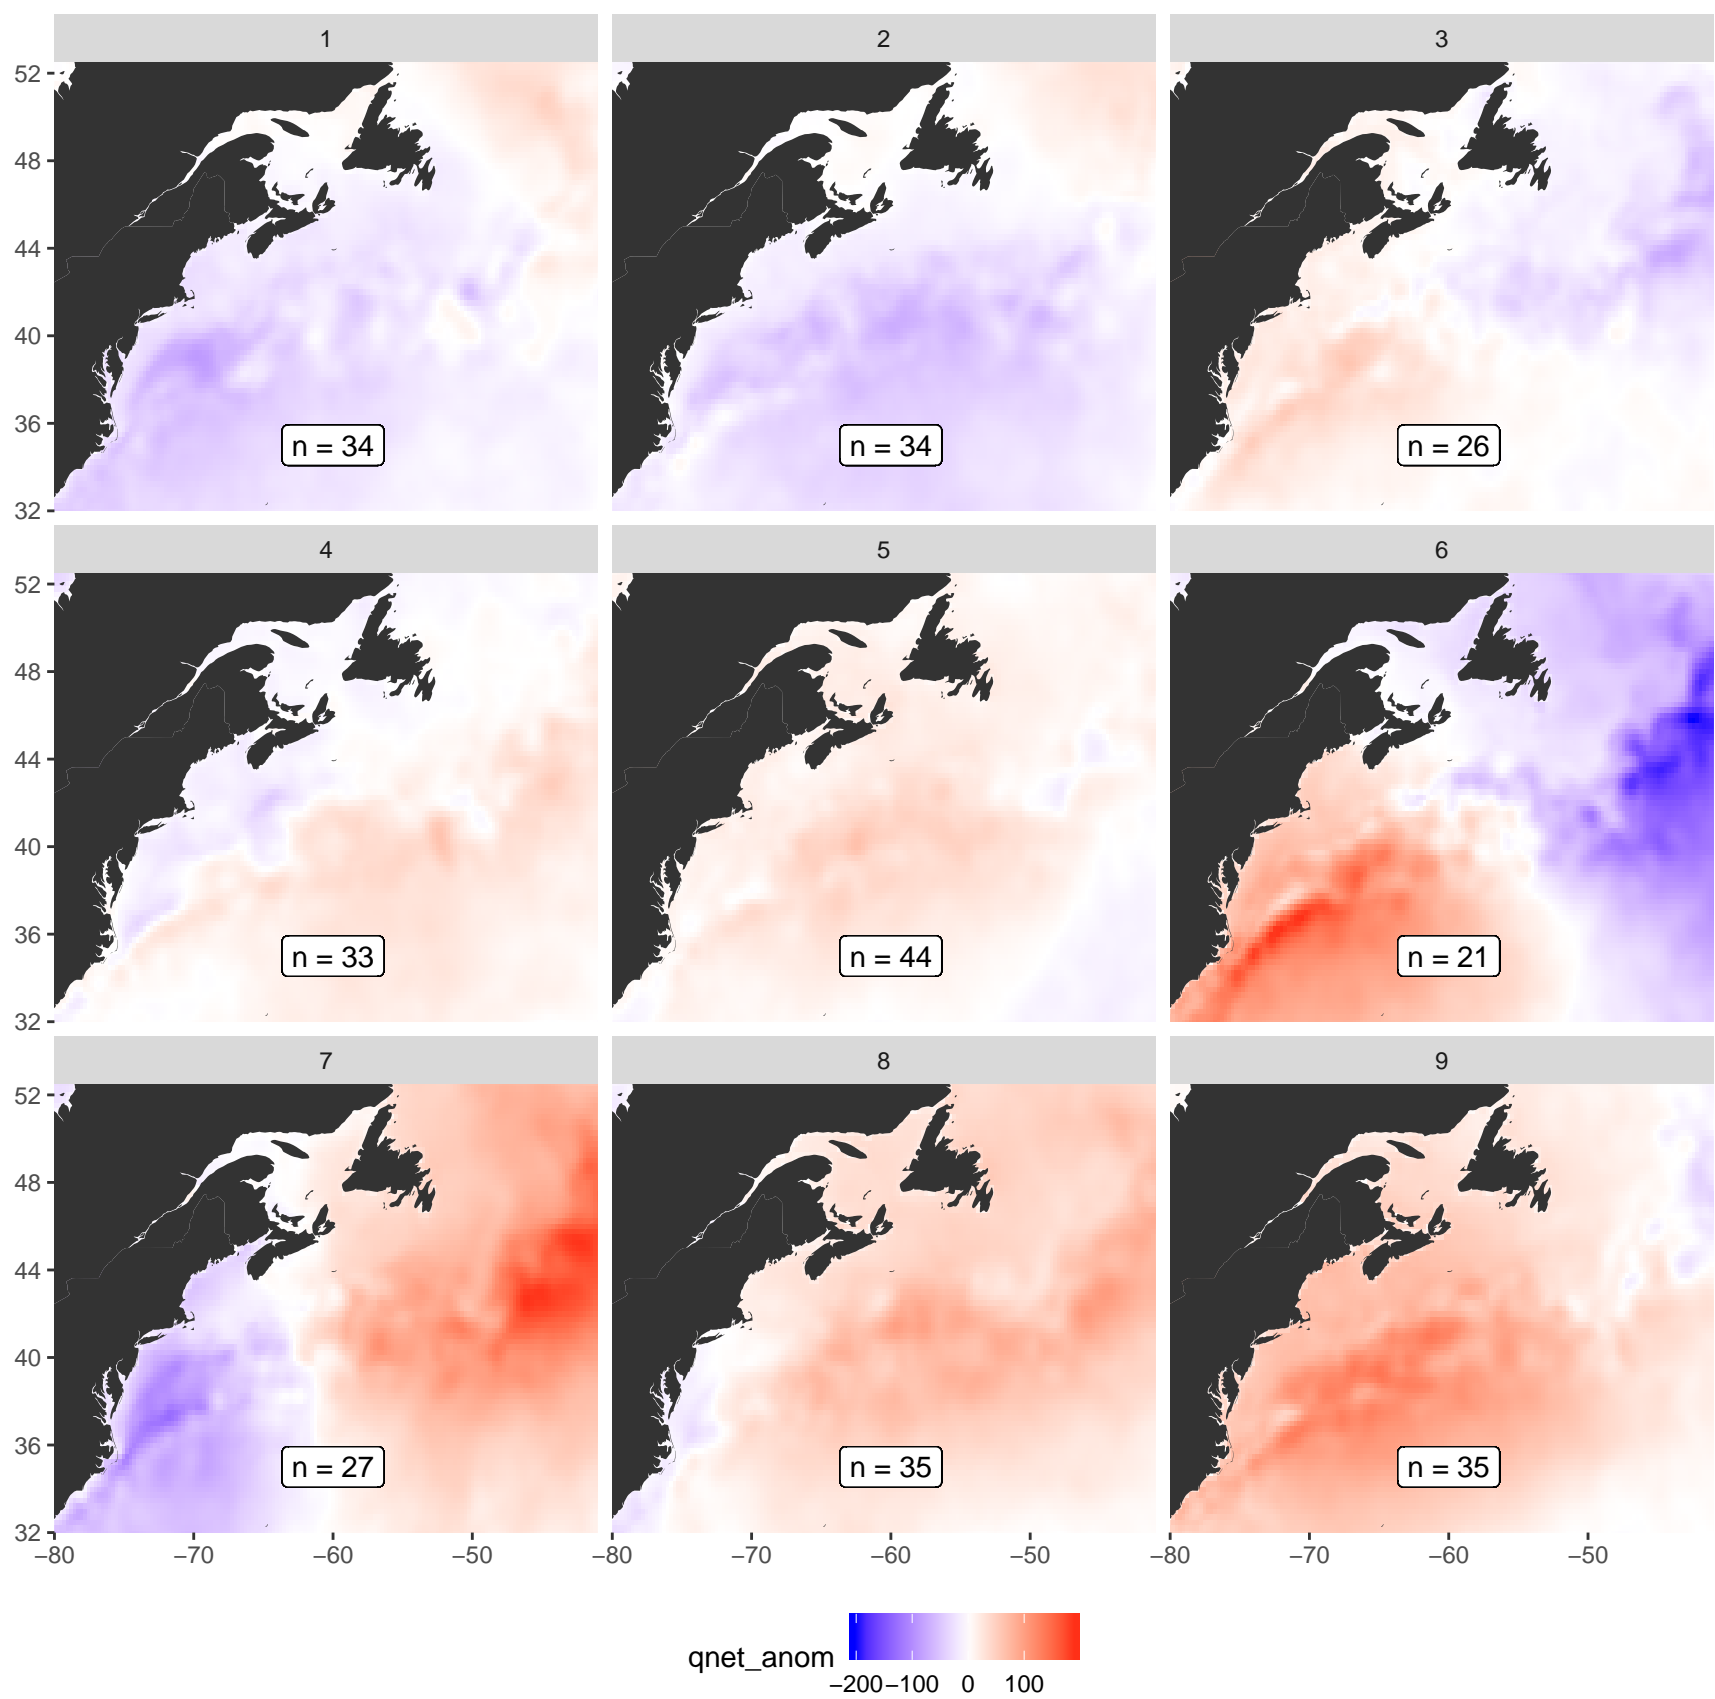 1 2 3
52
48
44
40
36
32
n = 34 n = 34 n = 26
4 5 6
52
48
44
40
36
32
n = 33 n = 44 n = 21
7 8 9
52
48
44
40
36
32
n = 27 n = 35 n = 35
−80 −70 −60 −50 −80 −70 −60 −50 −80 −70 −60 −50
qnet_anom
−200 −100 0 100